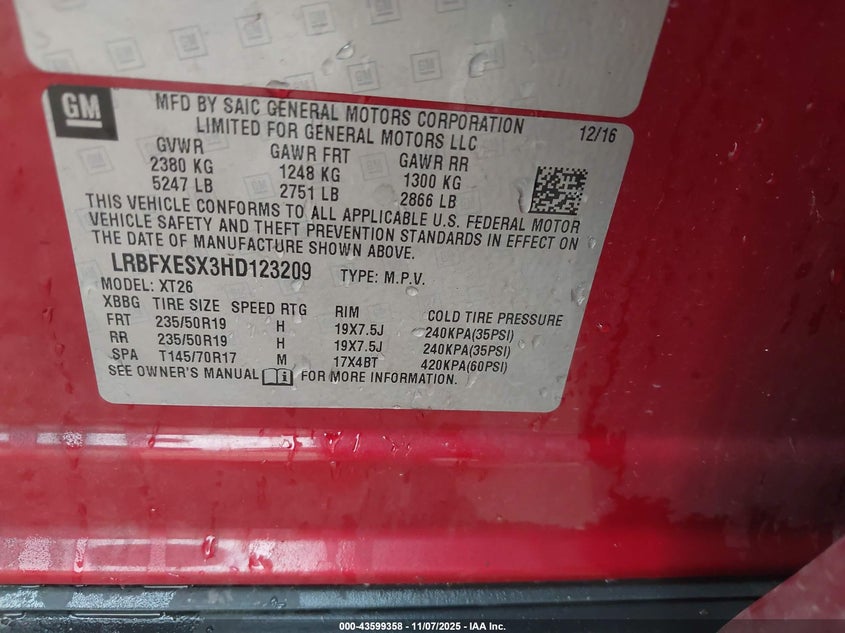 GM
MFD BY SAIC GENERAL MOTORS CORPORATION
LIMITED FOR GENERAL MOTORS LLC
12/16
GVWR GAWR FRT GAWR RR
2380 KG 1248 KG 1300 KG
5247 LB 2751 LB 2866 LB
THIS VEHICLE CONFORMS TO ALL APPLICABLE U.S. FEDERAL MOTOR
VEHICLE SAFETY AND THEFT PREVENTION STANDARDS IN EFFECT ON
THE DATE OF MANUFACTURE SHOWN ABOVE.
LRBFXESX3HD123209 TYPE: M.P.V.
MODEL: XT26
XBBG TIRE SIZE SPEED RTG RIM COLD TIRE PRESSURE
FRT 235/50R19 H 19X7.5J 240KPA(35PSI)
RR 235/50R19 H 19X7.5J 240KPA(35PSI)
SPA T145/70R17 M 17X4BT 420KPA(60PSI)
SEE OWNER'S MANUAL FOR MORE INFORMATION.
000-43599358 | 11/07/2025 - IAA Inc.